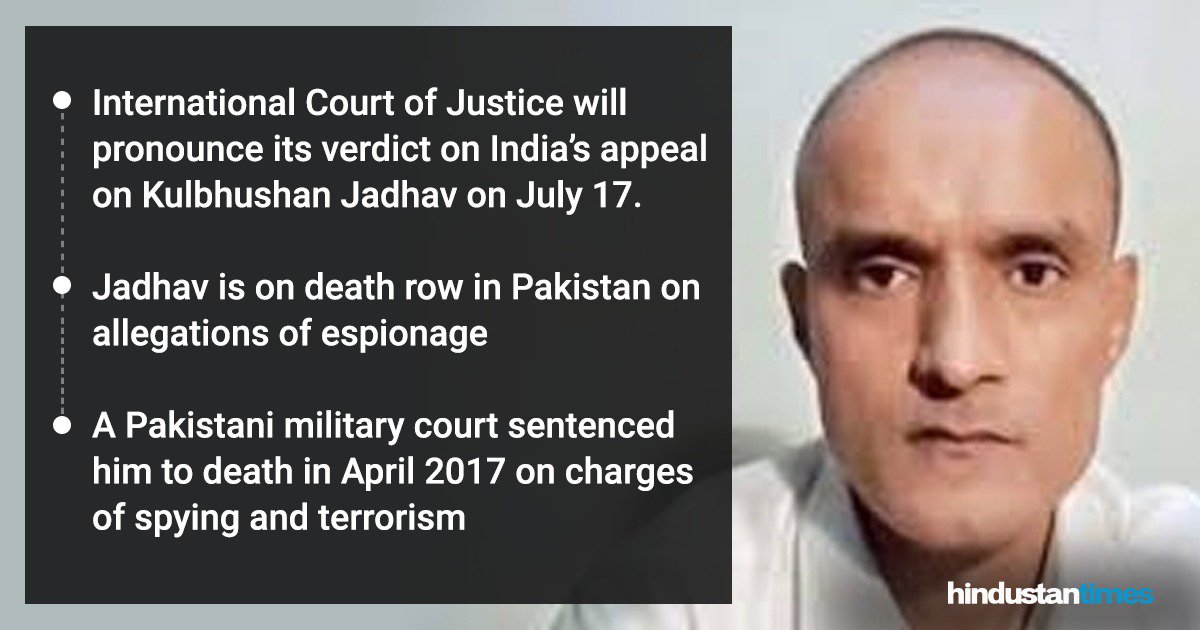 International Court of Justice will
pronounce its verdict on India’s appeal
on Kulbhushan Jadhav on July 17.
Jadhav is on death row in Pakistan on
allegations of espionage
A Pakistani military court sentenced
him to death in April 2017 on charges
of spying and terrorism
hindustantimes